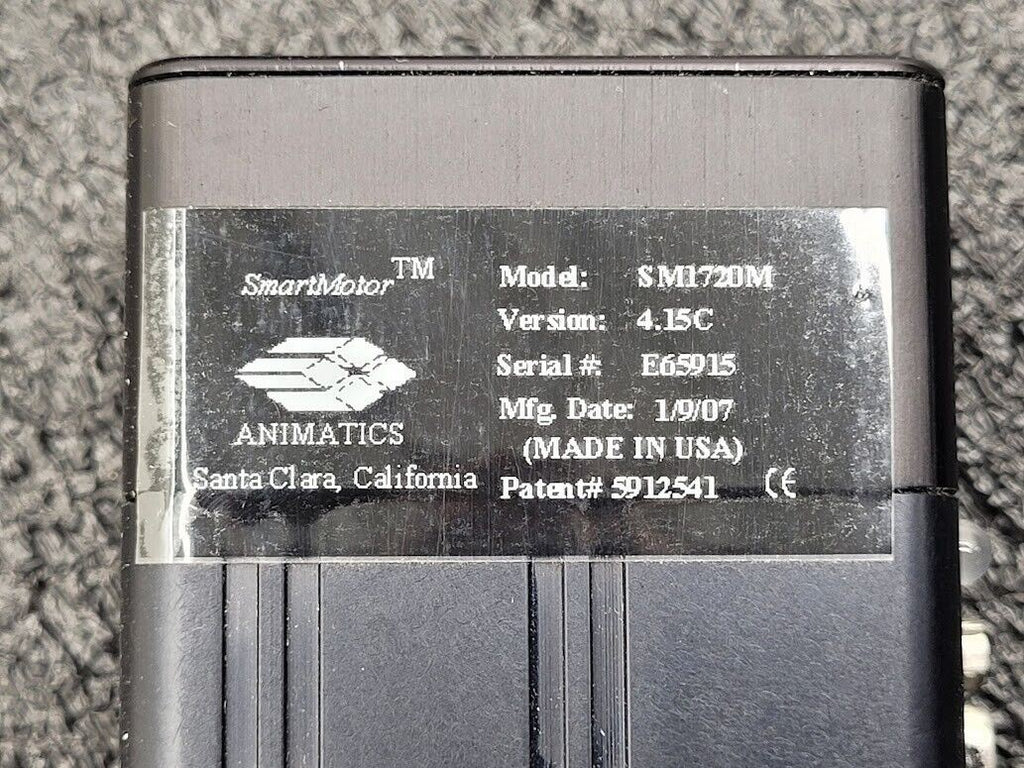 SmartMotor™
ANIMATICS
Santa Clara, California
Model: SM1720M
Version: 4.15C
Serial #: E65915
Mfg. Date: 1/9/07
(MADE IN USA)
Patent# 5912541 CE